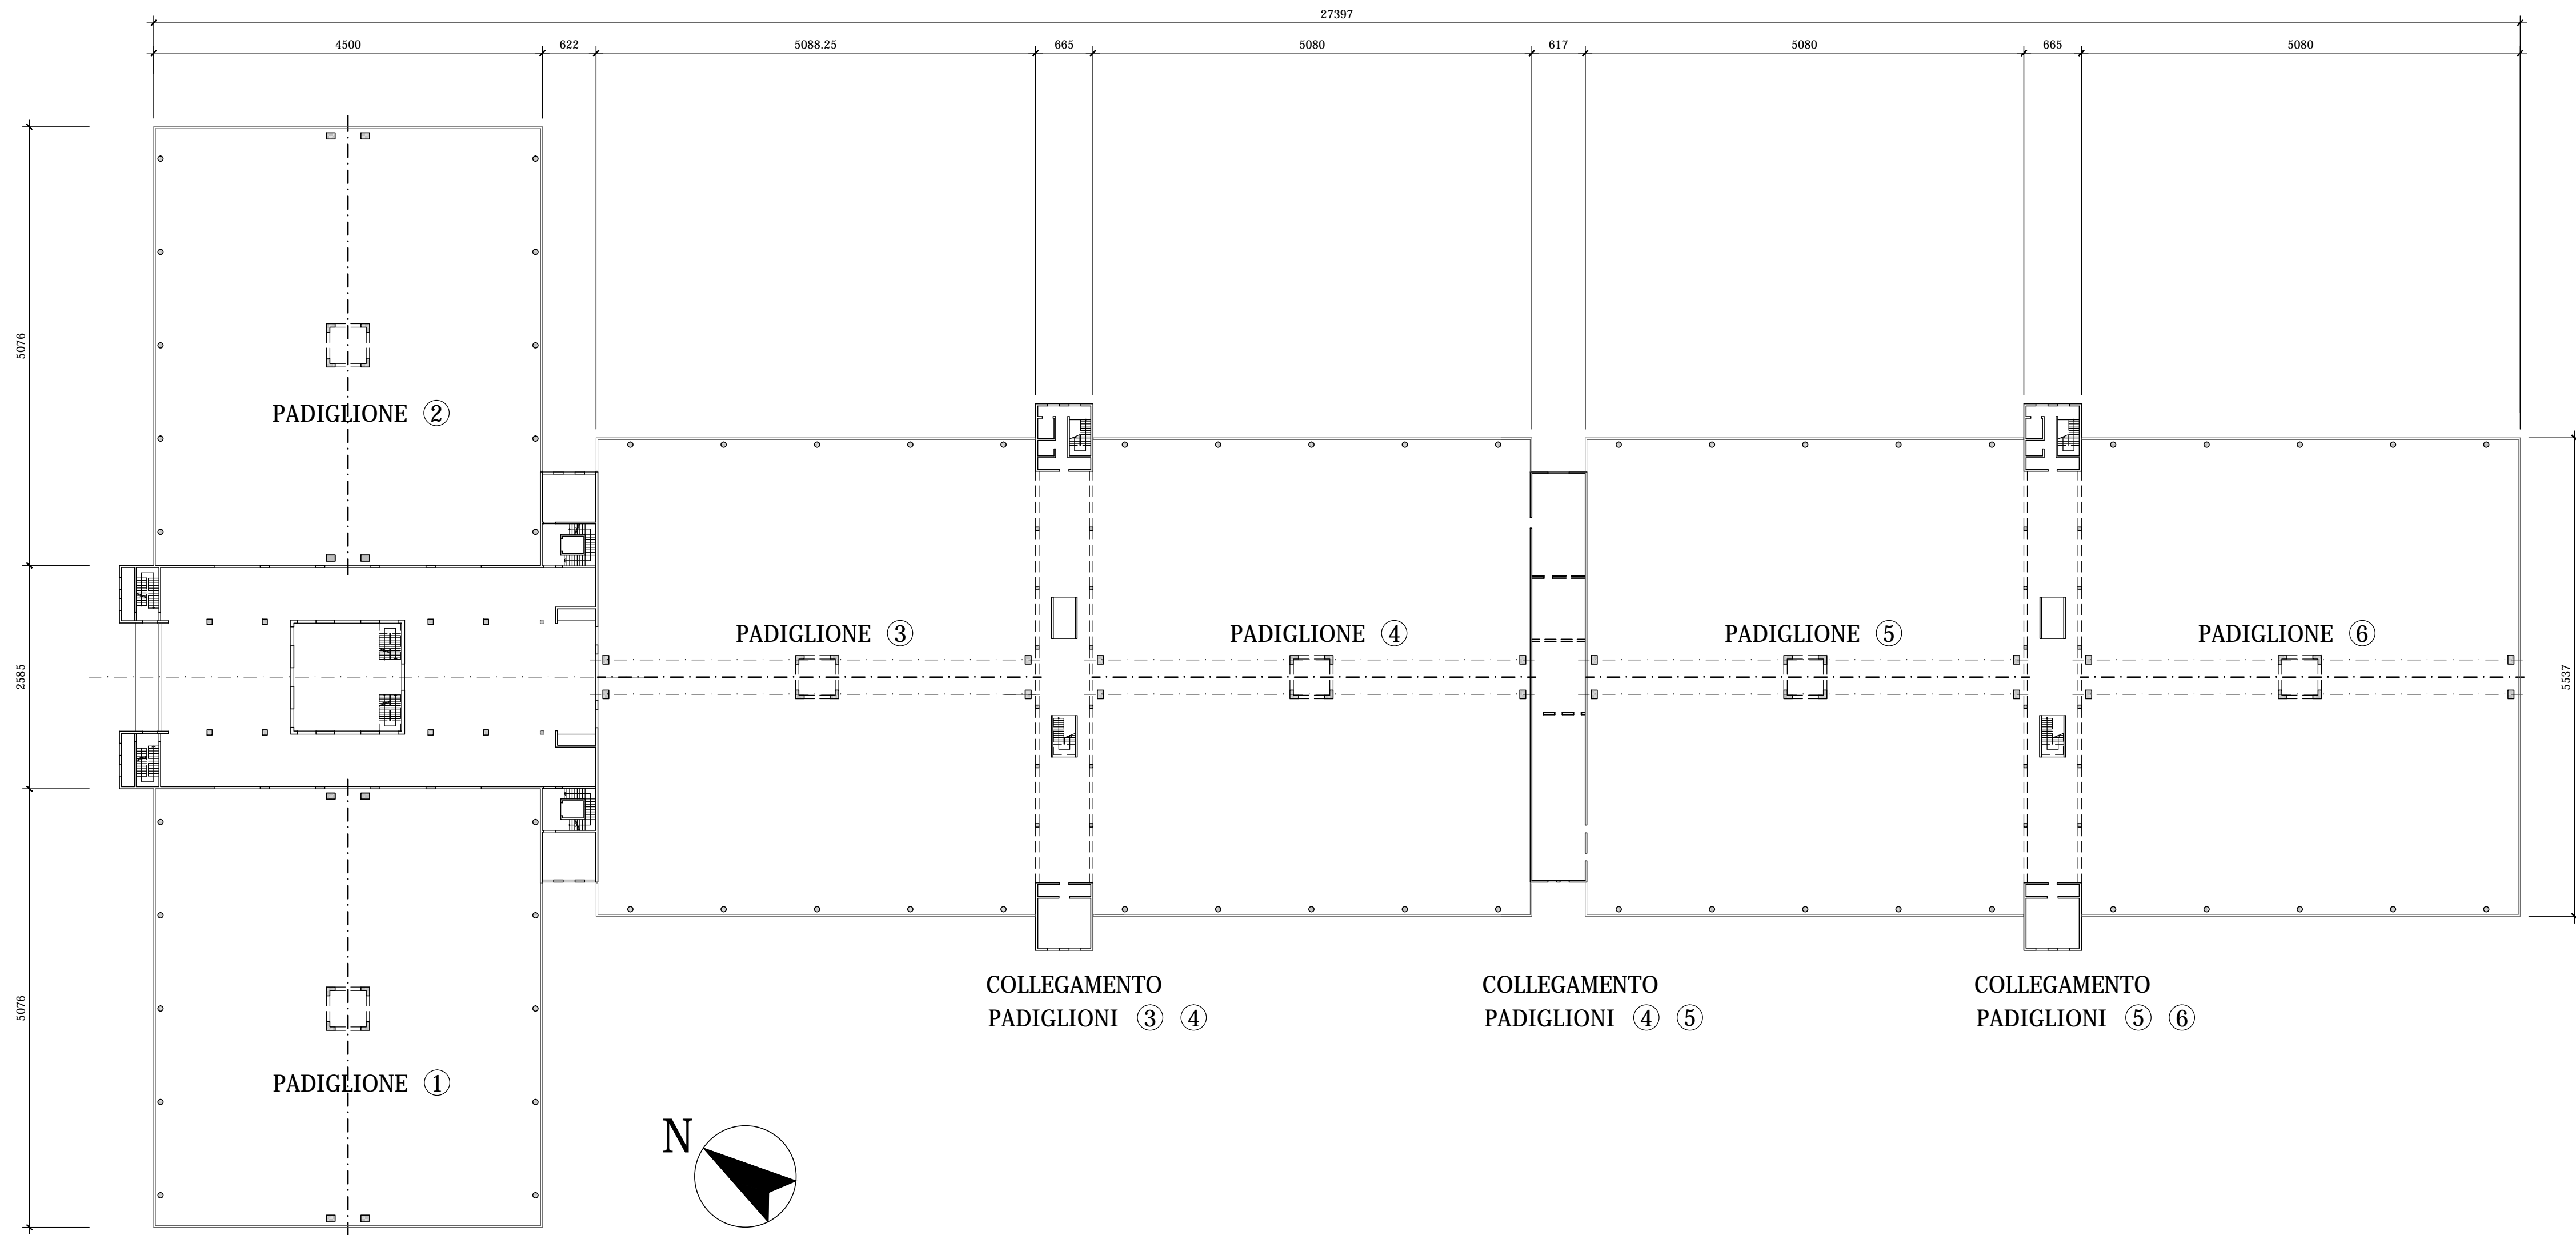 27397
4500 622 5088.25 665 5080 617 5080 665 5080
5076
2585
5076
5537
PADIGLIONE 2
PADIGLIONE 3
PADIGLIONE 4
PADIGLIONE 5
PADIGLIONE 6
COLLEGAMENTO
PADIGLIONI 3 4
COLLEGAMENTO
PADIGLIONI 4 5
COLLEGAMENTO
PADIGLIONI 5 6
PADIGLIONE 1
N